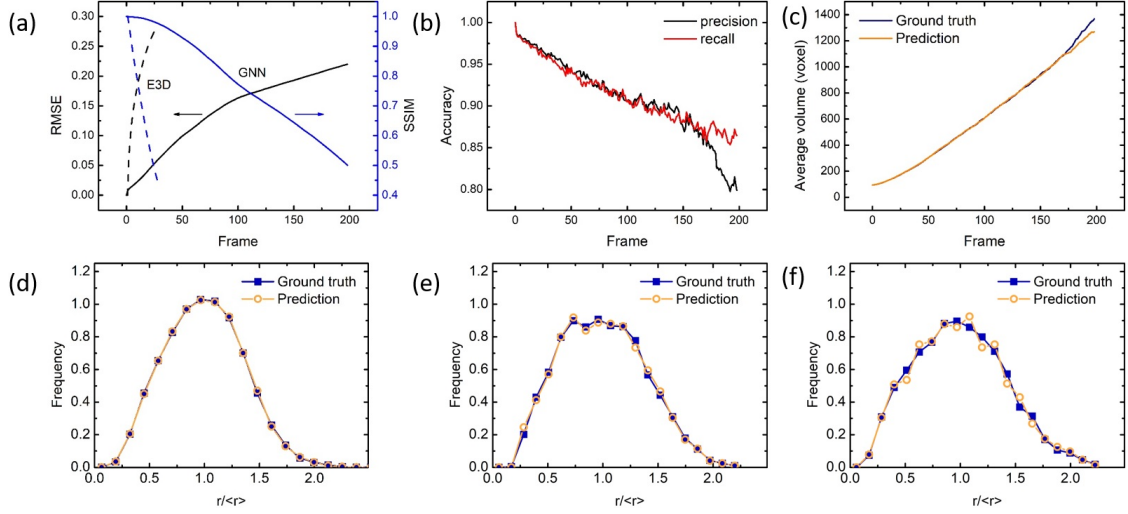 (a)
RMSE
0.30
0.25
0.20
0.15
0.10
0.05
0.00
E3D
GNN
1.0
0.9
0.8
0.7
0.6
0.5
0.4
SSIM
0 50 100 150 200
Frame
(b)
Accuracy
1.00
0.95
0.90
0.85
0.80
precision
recall
0 50 100 150 200
Frame
(c)
Average volume (voxel)
1400
1200
1000
800
600
400
200
0
Ground truth
Prediction
0 50 100 150 200
Frame
(d)
Frequency
1.2
1.0
0.8
0.6
0.4
0.2
0.0
Ground truth
Prediction
0.0 0.5 1.0 1.5 2.0
r/<r>
(e)
Frequency
1.2
1.0
0.8
0.6
0.4
0.2
0.0
Ground truth
Prediction
0.0 0.5 1.0 1.5 2.0
r/<r>
(f)
Frequency
1.2
1.0
0.8
0.6
0.4
0.2
0.0
Ground truth
Prediction
0.0 0.5 1.0 1.5 2.0
r/<r>